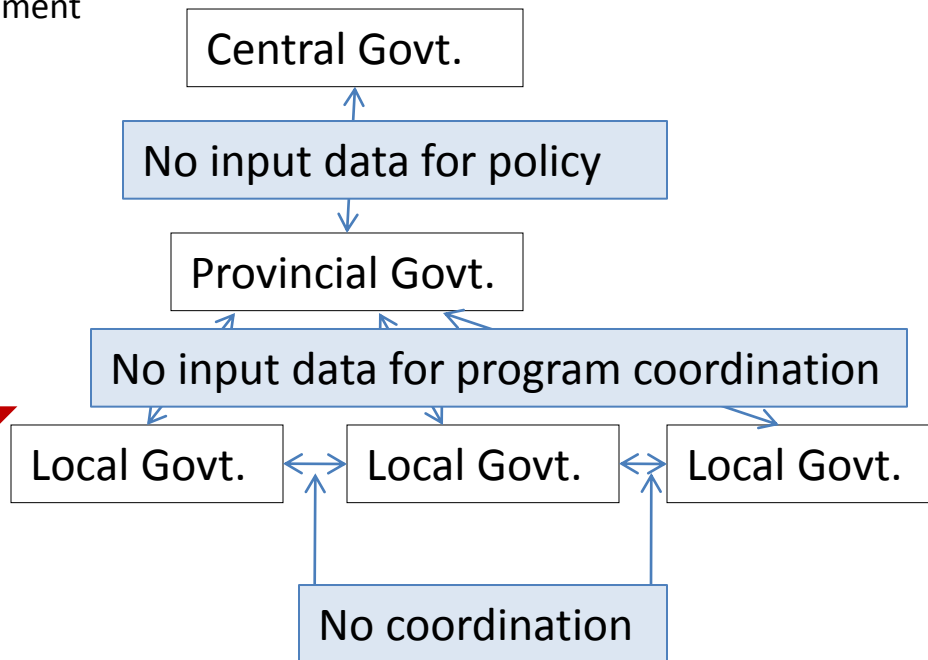 ment
Central Govt.
No input data for policy
Provincial Govt.
No input data for program coordination
Local Govt.
Local Govt.
Local Govt.
No coordination